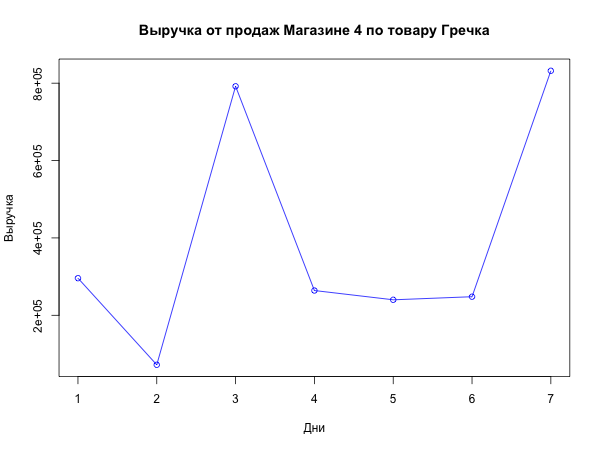 Выручка от продаж Магазине 4 по товару Гречка
Выручка
8e+05
6e+05
4e+05
2e+05
1 2 3 4 5 6 7
Дни